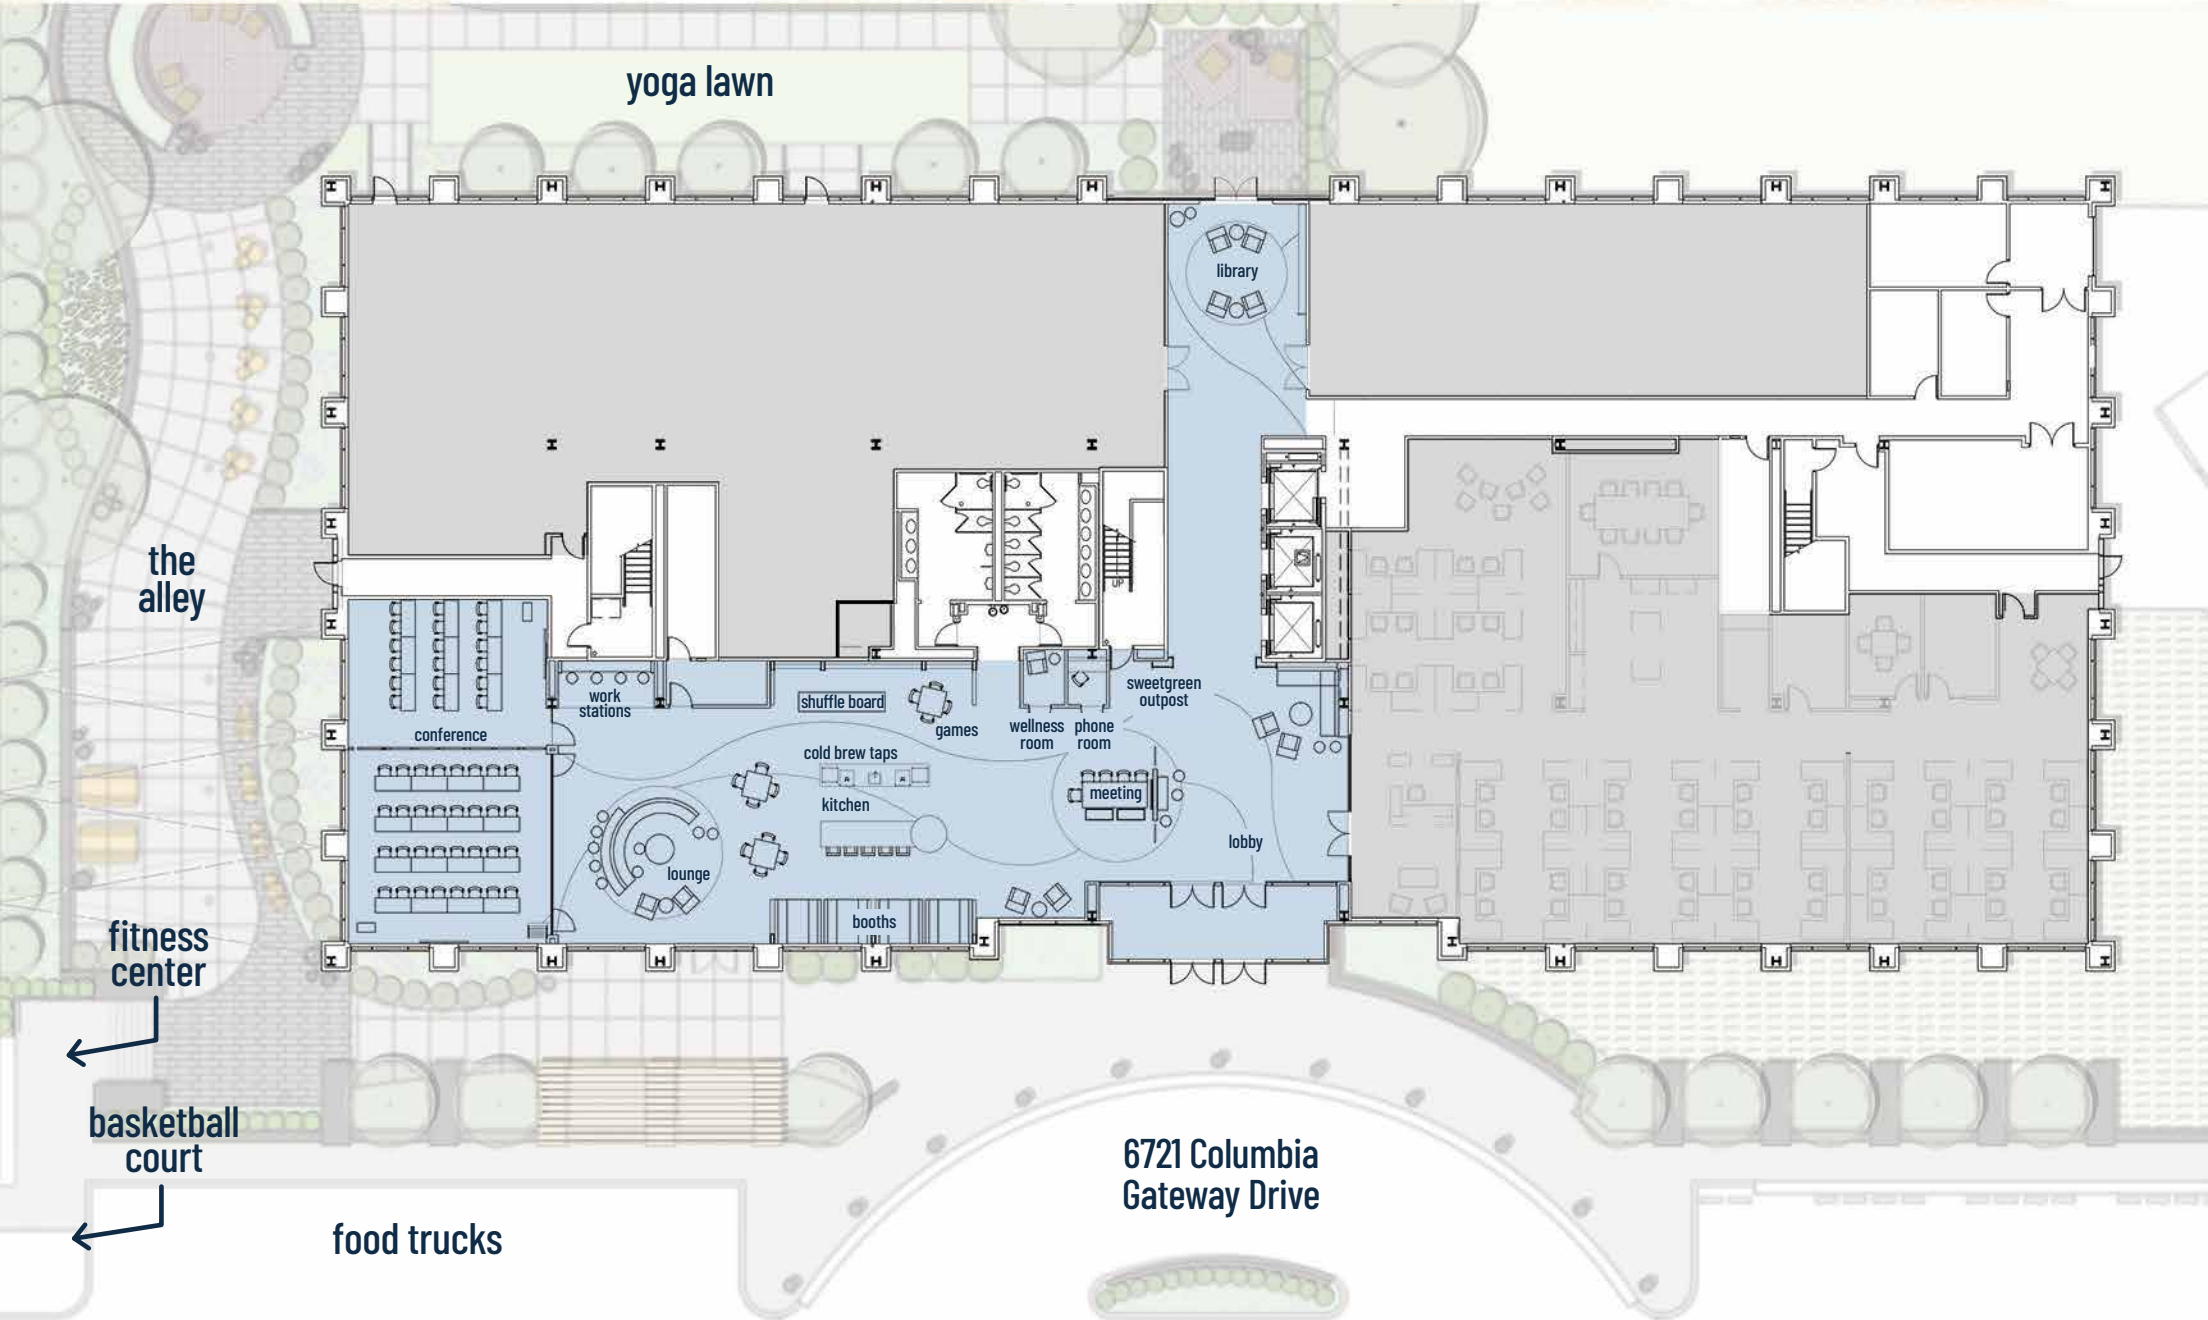 yoga lawn
library
the
alley
work
stations
shuffle board
games
wellness
room
phone
room
sweetgreen
outpost
conference
cold brew taps
kitchen
meeting
lobby
lounge
booths
fitness
center
basketball
court
food trucks
6721 Columbia
Gateway Drive